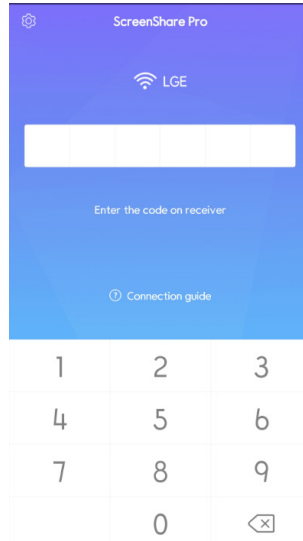 ScreenShare Pro
LGE
Enter the code on receiver
? Connection guide
1 2 3
4 5 6
7 8 9
0